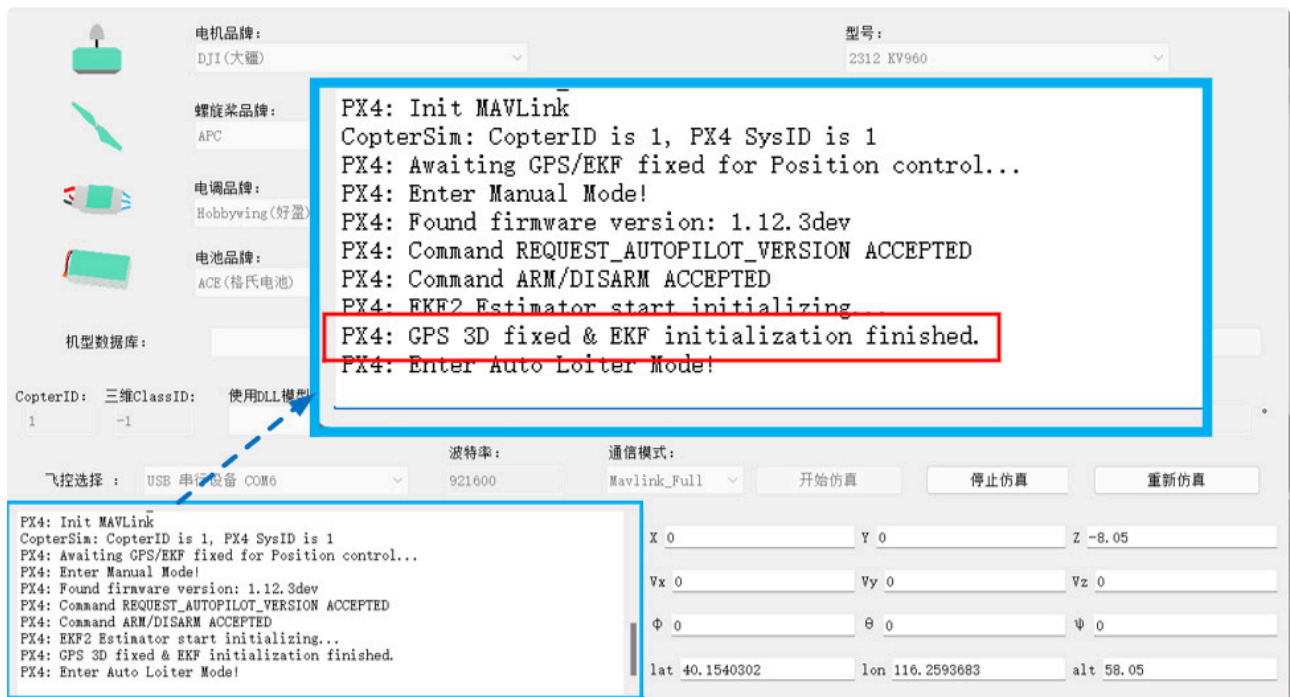 电机品牌:
DJI(大疆)
型号:
2312 KV960
螺旋桨品牌:
APC
电调品牌:
Hobbywing(好盈)
电池品牌:
ACE(格氏电池)
机型数据库:
PX4: Init MAVLink
CopterSim: CopterID is 1, PX4 SysID is 1
PX4: Awaiting GPS/EKF fixed for Position control...
PX4: Enter Manual Mode!
PX4: Found firmware version: 1.12.3dev
PX4: Command REQUEST_AUTOPILOT_VERSION ACCEPTED
PX4: Command ARM/DISARM ACCEPTED
PX4: EKF2 Estimator start initializing...
PX4: GPS 3D fixed & EKF initialization finished.
PX4: Enter Auto Loiter Mode!
CopterID: 三维ClassID: 使用DLL模型
1 -1 °
波特率: 通信模式:
飞控选择 : USB 串行设备 COM6 921600 Mavlink_Full 开始仿真 停止仿真 重新仿真
PX4: Init MAVLink
CopterSim: CopterID is 1, PX4 SysID is 1
PX4: Awaiting GPS/EKF fixed for Position control...
PX4: Enter Manual Mode!
PX4: Found firmware version: 1.12.3dev
PX4: Command REQUEST_AUTOPILOT_VERSION ACCEPTED
PX4: Command ARM/DISARM ACCEPTED
PX4: EKF2 Estimator start initializing...
PX4: GPS 3D fixed & EKF initialization finished.
PX4: Enter Auto Loiter Mode!
X 0 Y 0 Z -8.05
Vx 0 Vy 0 Vz 0
Φ 0 θ 0 ψ 0
lat 40.1540302 lon 116.2593683 alt 58.05